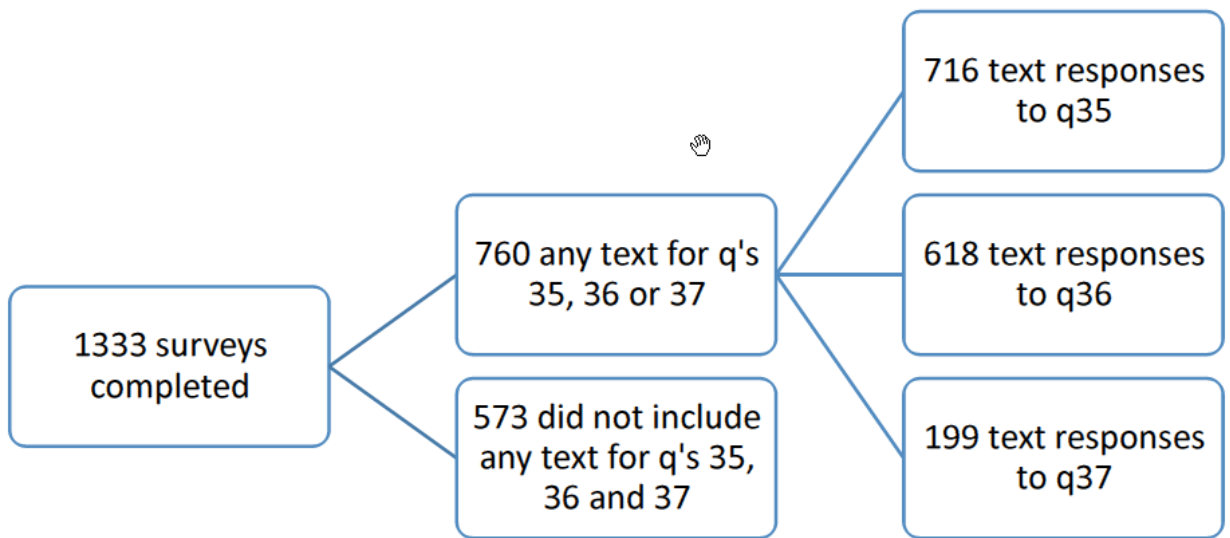 1333 surveys
completed
760 any text for q's
35, 36 or 37
573 did not include
any text for q's 35,
36 and 37
716 text responses
to q35
618 text responses
to q36
199 text responses
to q37